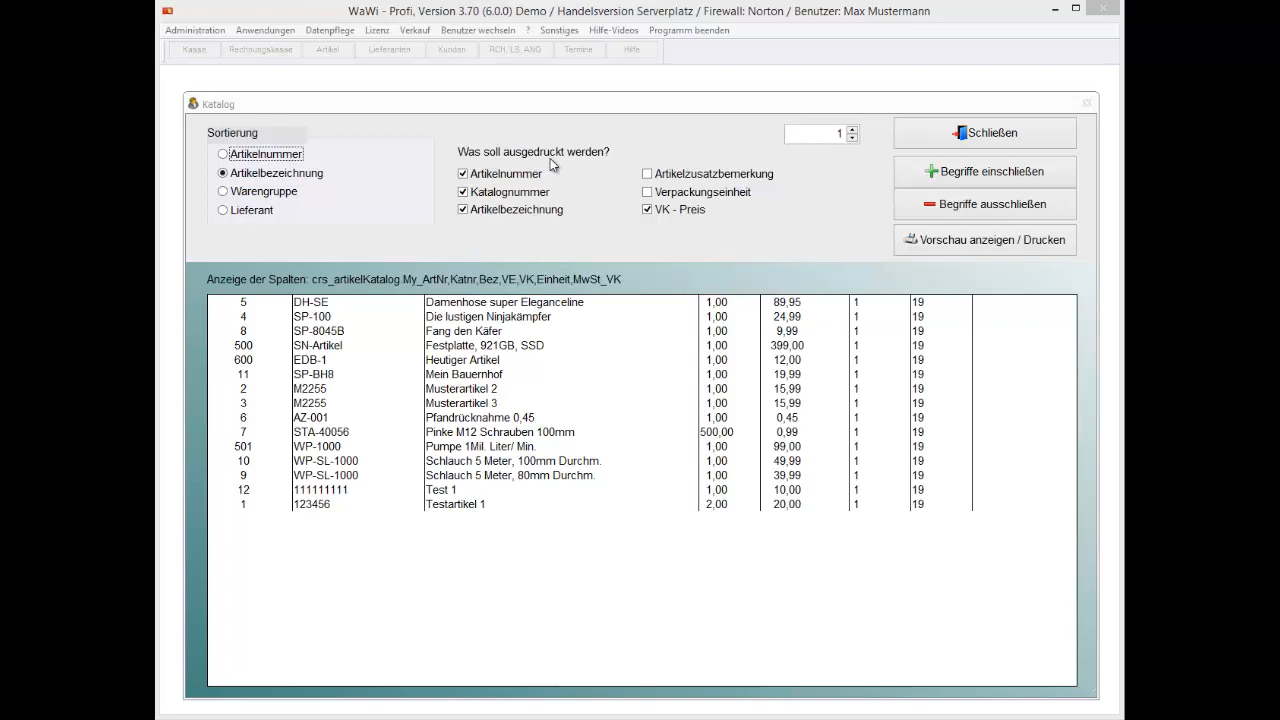 WaWi - Profi, Version 3.70 (6.0.0) Demo / Handelsversion Serverplatz / Firewall: Norton / Benutzer: Max Mustermann
Administration Anwendungen Datenpflege Lizenz Verkauf Benutzer wechseln ? Sonstiges Hilfe-Videos Programm beenden
Kasse Rechnungskasse Artikel Lieferanten Kunden RCH, LS, ANG Termine Hilfe
Katalog
Sortierung
Artikelnummer
Artikelbezeichnung
Warengruppe
Lieferant
Was soll ausgedruckt werden?
Artikelnummer
Katalognummer
Artikelbezeichnung
Artikelzusatzbemerkung
Verpackungseinheit
VK - Preis
1
Schließen
Begriffe einschließen
Begriffe ausschließen
Vorschau anzeigen / Drucken
Anzeige der Spalten: crs_artikelKatalog.My_ArtNr,Katnr,Bez,VE,VK,Einheit,MwSt_VK
5 DH-SE Damenhose super Eleganceline 1,00 89,95 1 19
4 SP-100 Die lustigen Ninjakämpfer 1,00 24,99 1 19
8 SP-8045B Fang den Käfer 1,00 9,99 1 19
500 SN-Artikel Festplatte, 921GB, SSD 1,00 399,00 1 19
600 EDB-1 Heutiger Artikel 1,00 12,00 1 19
11 SP-BH8 Mein Bauernhof 1,00 19,99 1 19
2 M2255 Musterartikel 2 1,00 15,99 1 19
3 M2255 Musterartikel 3 1,00 15,99 1 19
6 AZ-001 Pfandrücknahme 0,45 1,00 0,45 1 19
7 STA-40056 Pinke M12 Schrauben 100mm 500,00 0,99 1 19
501 WP-1000 Pumpe 1Mil. Liter/ Min. 1,00 99,00 1 19
10 WP-SL-1000 Schlauch 5 Meter, 100mm Durchm. 1,00 49,99 1 19
9 WP-SL-1000 Schlauch 5 Meter, 80mm Durchm. 1,00 39,99 1 19
12 111111111 Test 1 1,00 10,00 1 19
1 123456 Testartikel 1 2,00 20,00 1 19